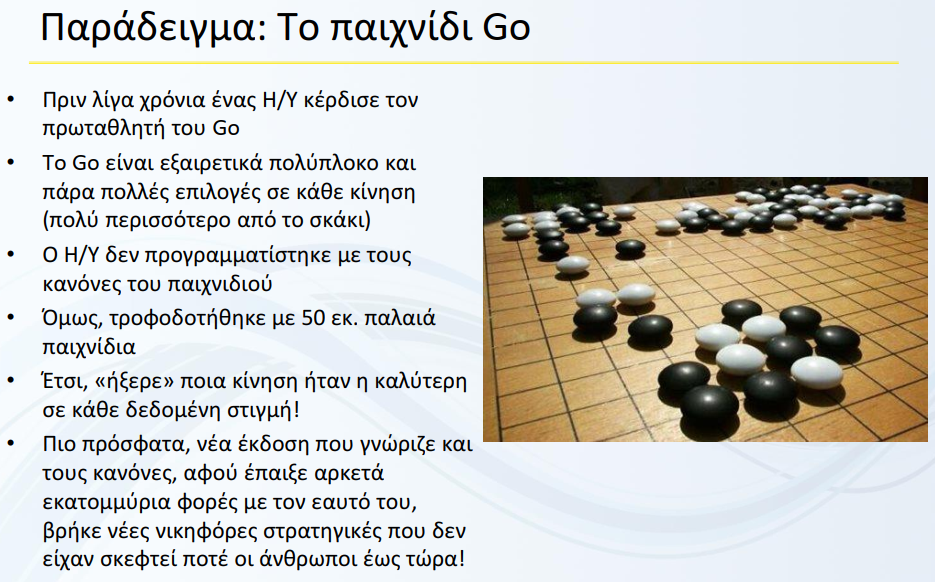 Παράδειγμα: Το παιχνίδι Go
• Πριν λίγα χρόνια ένας Η/Υ κέρδισε τον
πρωταθλητή του Go
• Το Go είναι εξαιρετικά πολύπλοκο και
πάρα πολλές επιλογές σε κάθε κίνηση
(πολύ περισσότερο από το σκάκι)
• Ο Η/Υ δεν προγραμματίστηκε με τους
κανόνες του παιχνιδιού
• Όμως, τροφοδοτήθηκε με 50 εκ. παλαιά
παιχνίδια
• Έτσι, «ήξερε» ποια κίνηση ήταν η καλύτερη
σε κάθε δεδομένη στιγμή!
• Πιο πρόσφατα, νέα έκδοση που γνώριζε και
τους κανόνες, αφού έπαιξε αρκετά
εκατομμύρια φορές με τον εαυτό του,
βρήκε νέες νικηφόρες στρατηγικές που δεν
είχαν σκεφτεί ποτέ οι άνθρωποι έως τώρα!